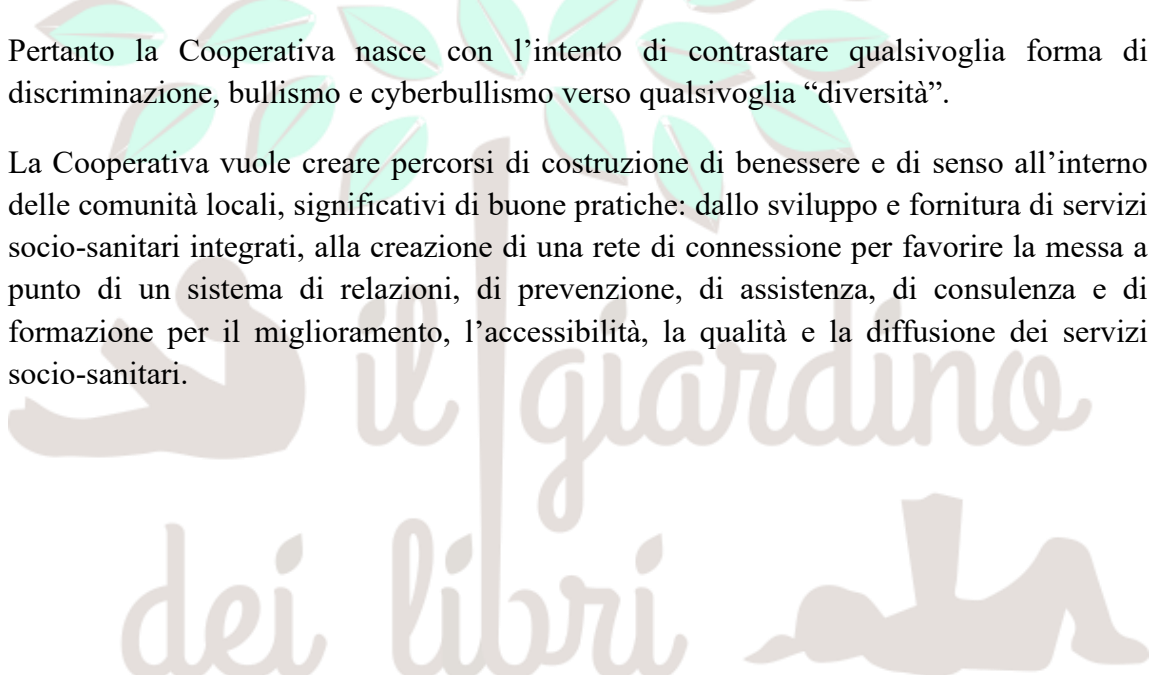 Pertanto la Cooperativa nasce con l’intento di contrastare qualsivoglia forma di
discriminazione, bullismo e cyberbullismo verso qualsivoglia “diversità”.
La Cooperativa vuole creare percorsi di costruzione di benessere e di senso all’interno
delle comunità locali, significativi di buone pratiche: dallo sviluppo e fornitura di servizi
socio-sanitari integrati, alla creazione di una rete di connessione per favorire la messa a
punto di un sistema di relazioni, di prevenzione, di assistenza, di consulenza e di
formazione per il miglioramento, l’accessibilità, la qualità e la diffusione dei servizi
socio-sanitari.
il giardino
dei libri